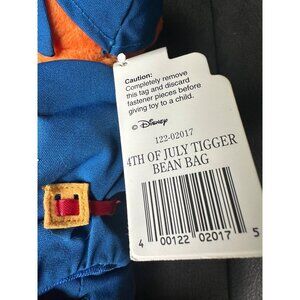 Caution:
Completely remove
this tag and discard
fastener pieces before
giving toy to a child.
© Disney
122-02017
4TH OF JULY TIGGER
BEAN BAG
4 00122 02017 5